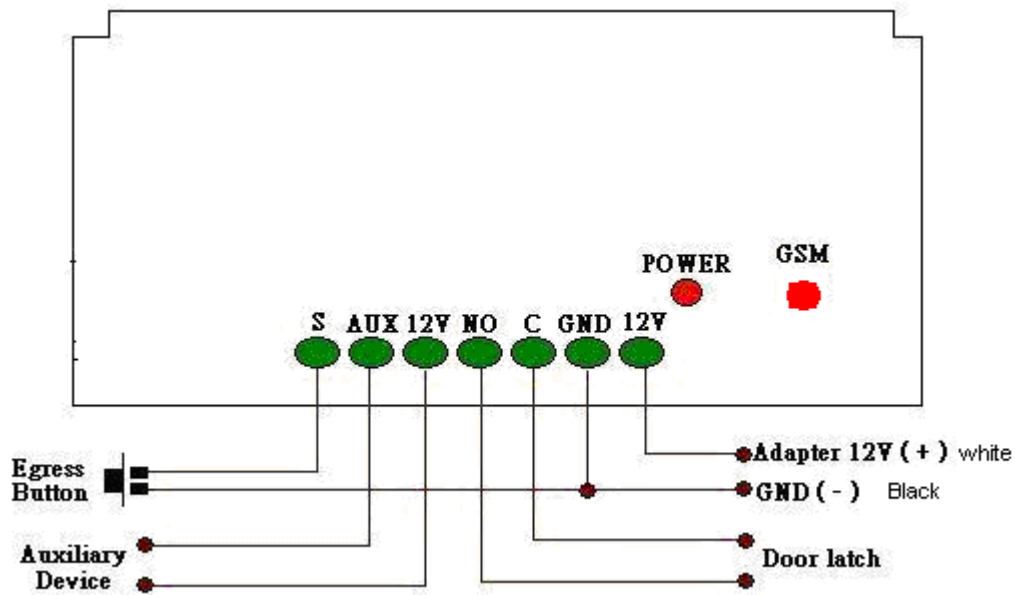 POWER
GSM
S AUX 12V NO C GND 12V
Egress
Button
Adapter 12V ( + ) white
GND ( - ) Black
Auxiliary
Device
Door latch